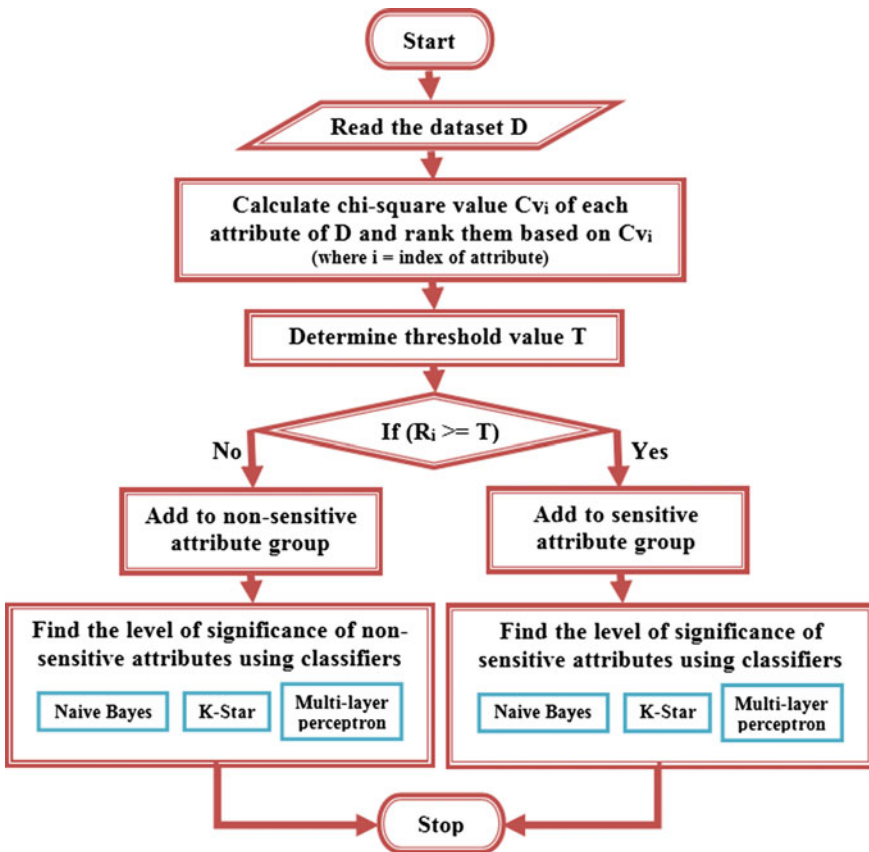 Start
Read the dataset D
Calculate chi-square value Cvᵢ of each
attribute of D and rank them based on Cvᵢ
(where i = index of attribute)
Determine threshold value T
If (Rᵢ >= T)
No
Yes
Add to non-sensitive
attribute group
Add to sensitive
attribute group
Find the level of significance of non-
sensitive attributes using classifiers
Naive Bayes
K-Star
Multi-layer
perceptron
Find the level of significance of
sensitive attributes using classifiers
Naive Bayes
K-Star
Multi-layer
perceptron
Stop